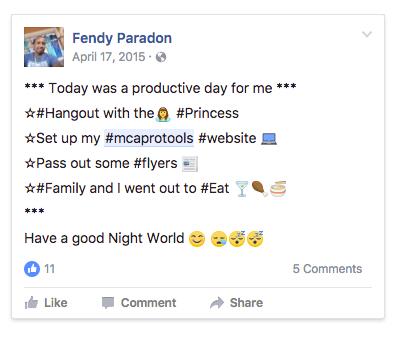 Fendy Paradon
April 17, 2015 ·
*** Today was a productive day for me ***
☆#Hangout with the👰 #Princess
☆Set up my #mcaprotools #website 💻
☆Pass out some #flyers 📰
☆#Family and I went out to #Eat 🍸🍗🍜
***
Have a good Night World 😊 😪😴😴
11
5 Comments
Like Comment Share